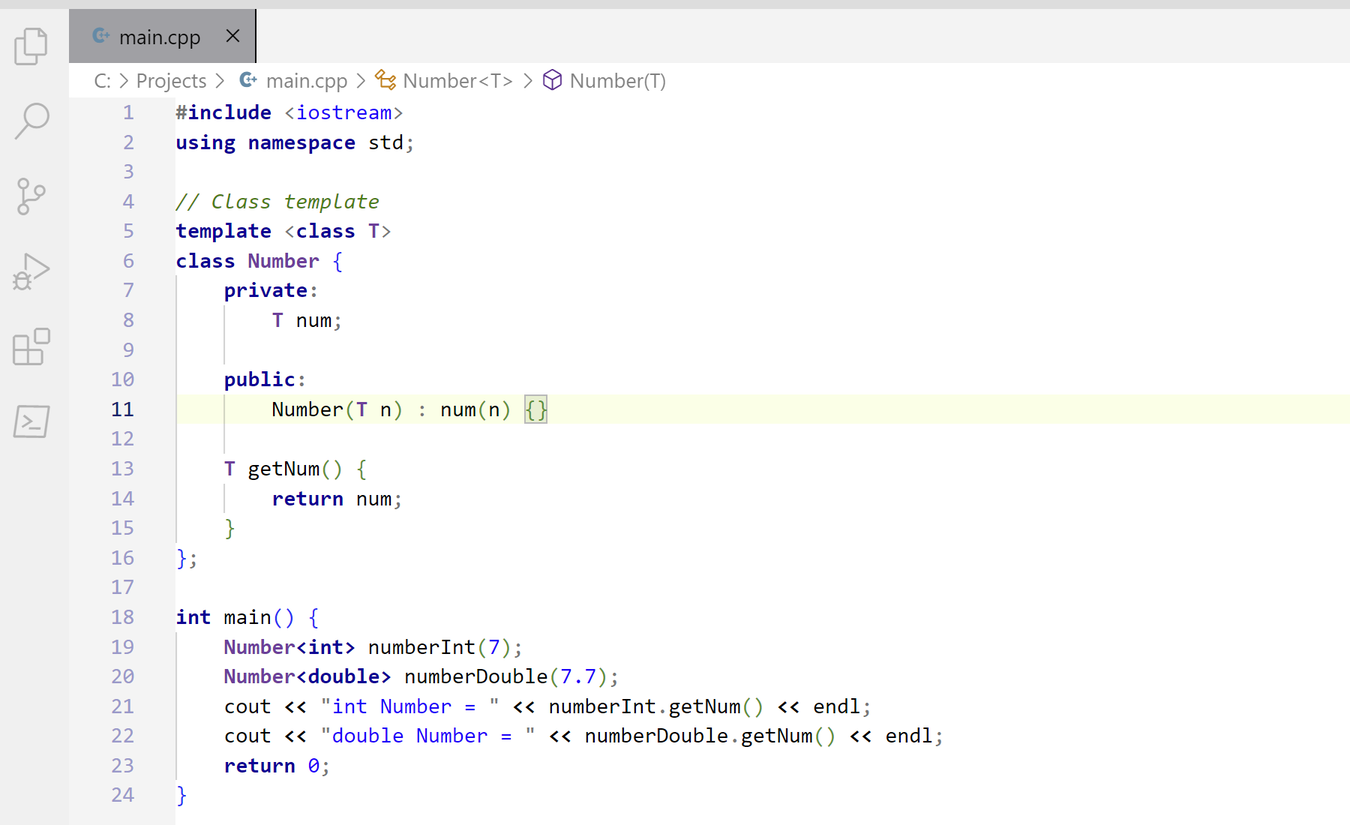 main.cpp
C: > Projects > main.cpp > Number<T> > Number(T)
1 #include <iostream>
2 using namespace std;
3
4 // Class template
5 template <class T>
6 class Number {
7     private:
8         T num;
9
10     public:
11         Number(T n) : num(n) {}
12
13     T getNum() {
14         return num;
15     }
16 };
17
18 int main() {
19     Number<int> numberInt(7);
20     Number<double> numberDouble(7.7);
21     cout << "int Number = " << numberInt.getNum() << endl;
22     cout << "double Number = " << numberDouble.getNum() << endl;
23     return 0;
24 }